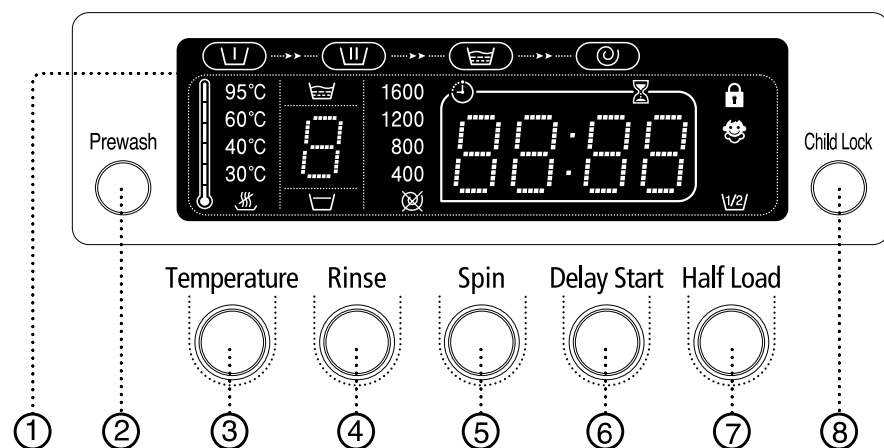 95°C
1600
60°C
1200
40°C
800
30°C
400
8
88:88
1/2
Prewash
Child Lock
Temperature
Rinse
Spin
Delay Start
Half Load
1
2
3
4
5
6
7
8